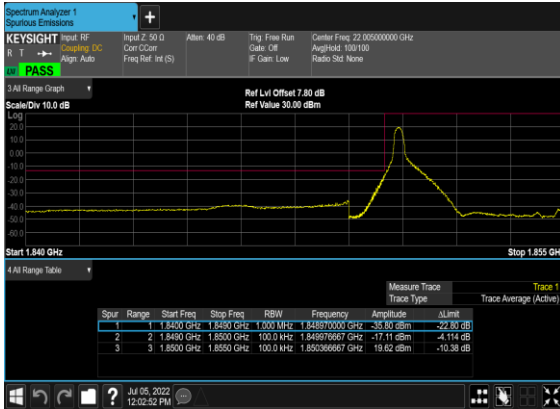 Spectrum Analyzer 1
Spurious Emissions
+
KEYSIGHT Input: RF Input Z: 50 Ω Atten: 40 dB Trig: Free Run Center Freq: 22.005000000 GHz
R T Coupling: DC Corr CCorr Gate: Off Avg|Hold: 100/100
Align: Auto Freq Ref: Int (S) IF Gain: Low Radio Std: None
PASS
3 All Range Graph
Ref Lvl Offset 7.80 dB
Scale/Div 10.0 dB Ref Value 30.00 dBm
Log
20.0
10.0
0.00
-10.0
-20.0
-30.0
-40.0
-50.0
-60.0
Start 1.840 GHz Stop 1.855 GH
4 All Range Table
Measure Trace Trace 1
Trace Type Trace Average (Active)
Spur Range Start Freq Stop Freq RBW Frequency Amplitude ΔLimit
1 1 1.8400 GHz 1.8490 GHz 1.000 MHz 1.848970000 GHz -35.80 dBm -22.80 dB
2 2 1.8490 GHz 1.8500 GHz 100.0 kHz 1.849976667 GHz -17.11 dBm -4.114 dB
3 3 1.8500 GHz 1.8550 GHz 100.0 kHz 1.850386667 GHz 19.62 dBm -10.38 dB
?
Jul 05, 2022
12:02:52 PM